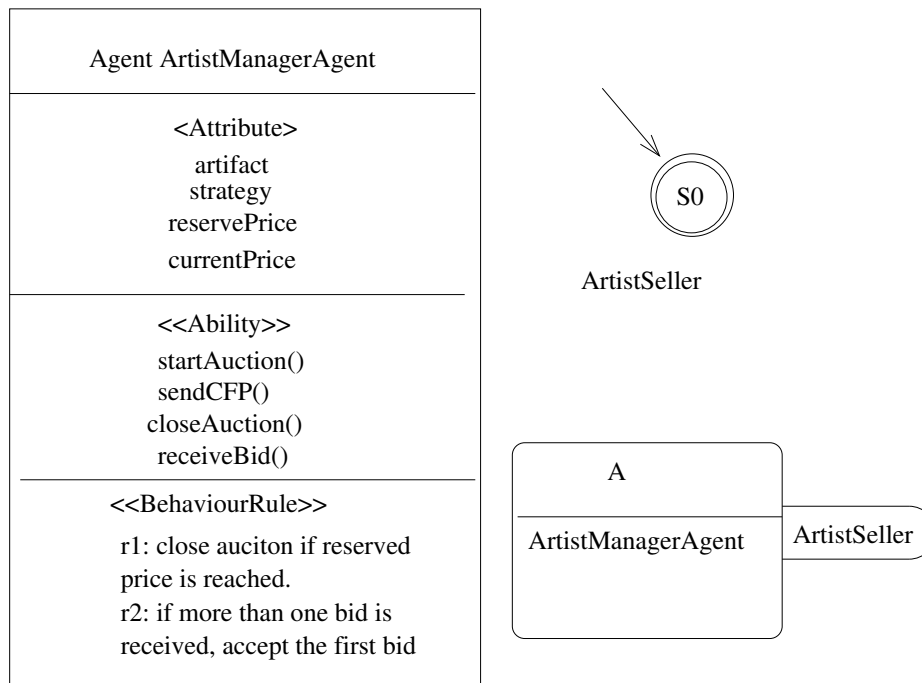 Agent ArtistManagerAgent
<Attribute>
artifact
strategy
reservePrice
currentPrice
<<Ability>>
startAuction()
sendCFP()
closeAuction()
receiveBid()
<<BehaviourRule>>
r1: close auciton if reserved
price is reached.
r2: if more than one bid is
received, accept the first bid
S0
ArtistSeller
A
ArtistManagerAgent
ArtistSeller